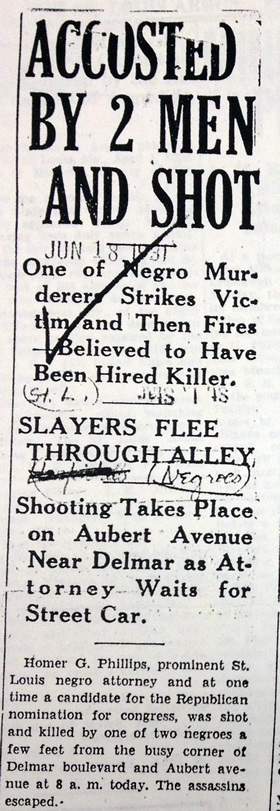 ACCOSTED
BY 2 MEN
AND SHOT
JUN 18 1931
One of Negro Mur-
derers Strikes Vic-
tim and Then Fires
—Believed to Have
Been Hired Killer.
(St. L.)
SLAYERS FLEE
THROUGH ALLEY
(Negroes)
Shooting Takes Place
on Aubert Avenue
Near Delmar as At-
torney Waits for
Street Car.
Homer G. Phillips, prominent St.
Louis negro attorney and at one
time a candidate for the Republican
nomination for congress, was shot
and killed by one of two negroes a
few feet from the busy corner of
Delmar boulevard and Aubert ave-
nue at 8 a. m. today. The assassins
escaped.